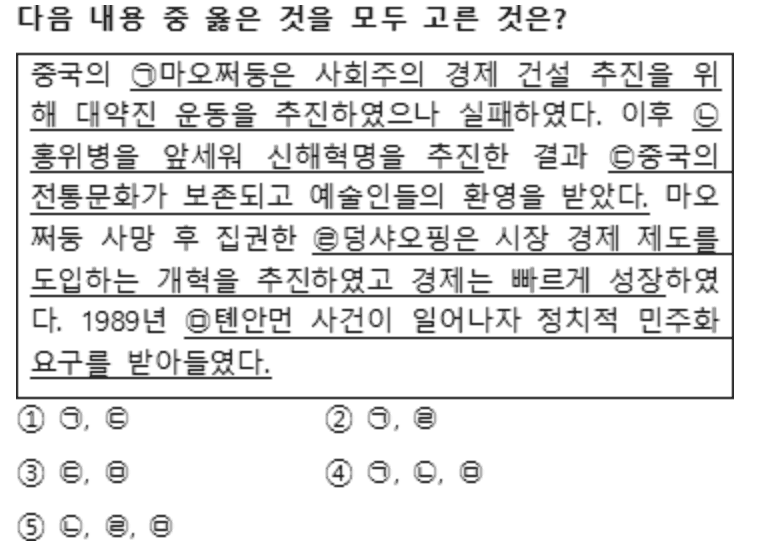 다음 내용 중 옳은 것을 모두 고른 것은?
중국의 ㉠마오쩌둥은 사회주의 경제 건설 추진을 위
해 대약진 운동을 추진하였으나 실패하였다. 이후 ㉡
홍위병을 앞세워 신해혁명을 추진한 결과 ㉢중국의
전통문화가 보존되고 예술인들의 환영을 받았다. 마오
쩌둥 사망 후 집권한 ㉣덩샤오핑은 시장 경제 제도를
도입하는 개혁을 추진하였고 경제는 빠르게 성장하였
다. 1989년 ㉤톈안먼 사건이 일어나자 정치적 민주화
요구를 받아들였다.
① ㉠, ㉢ ② ㉠, ㉣
③ ㉢, ㉤ ④ ㉠, ㉡, ㉤
⑤ ㉡, ㉣, ㉤